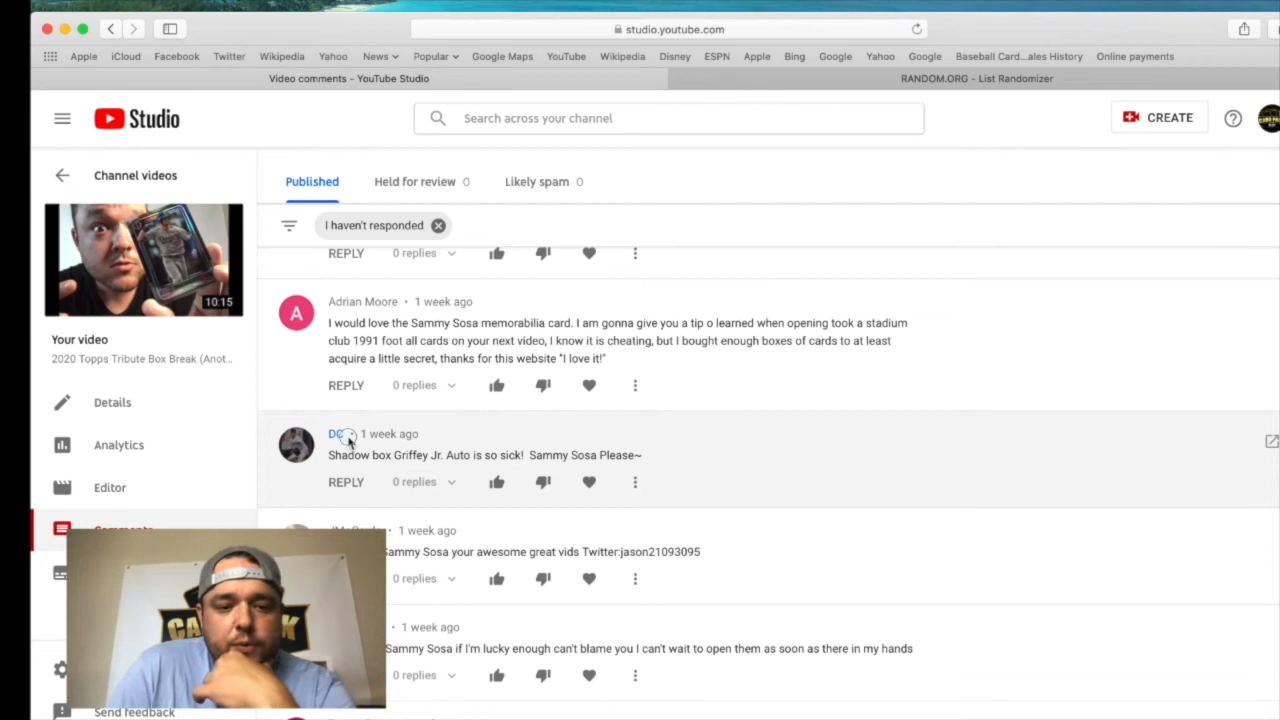 studio.youtube.com
Apple iCloud Facebook Twitter Wikipedia Yahoo News Popular Google Maps YouTube Wikipedia Disney ESPN Apple Bing Google Yahoo Google Baseball Card...ales History Online payments
Video comments - YouTube Studio RANDOM.ORG - List Randomizer
Studio
Search across your channel
CREATE
Channel videos
Published Held for review 0 Likely spam 0
I haven't responded
REPLY 0 replies
10:15
Adrian Moore • 1 week ago
I would love the Sammy Sosa memorabilia card. I am gonna give you a tip o learned when opening took a stadium
club 1991 foot all cards on your next video, I know it is cheating, but I bought enough boxes of cards to at least
acquire a little secret, thanks for this website "I love it!"
REPLY 0 replies
Your video
2020 Topps Tribute Box Break (Anot...
Details
Analytics
Editor
Comments
DC • 1 week ago
Shadow box Griffey Jr. Auto is so sick! Sammy Sosa Please~
REPLY 0 replies
• 1 week ago
Sammy Sosa your awesome great vids Twitter:jason21093095
0 replies
• 1 week ago
Sammy Sosa if I'm lucky enough can't blame you I can't wait to open them as soon as there in my hands
0 replies
Send feedback